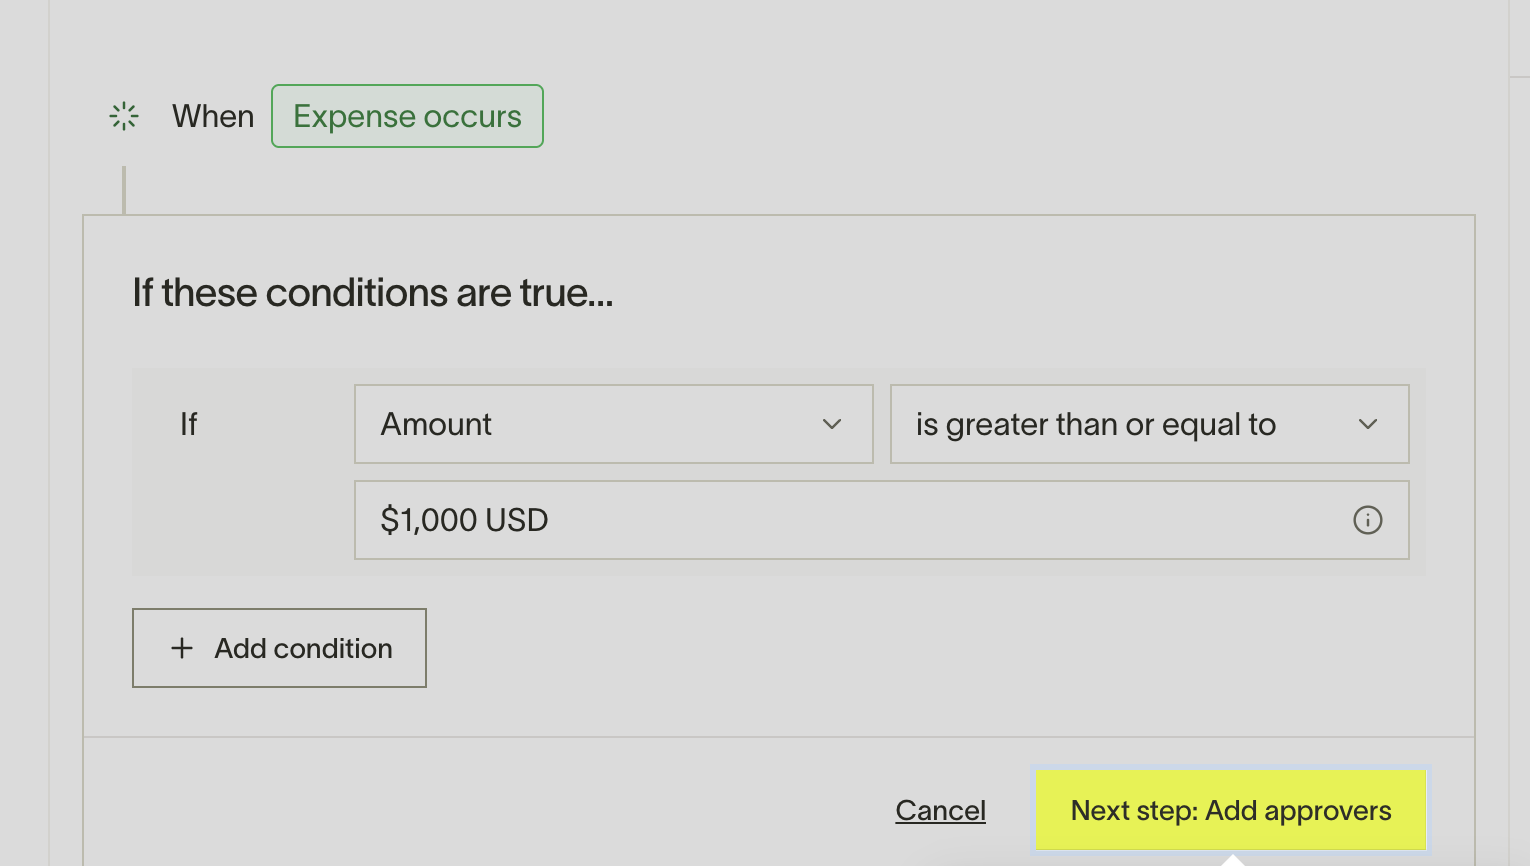 When Expense occurs
If these conditions are true...
If Amount is greater than or equal to
$1,000 USD
Add condition
Cancel Next step: Add approvers